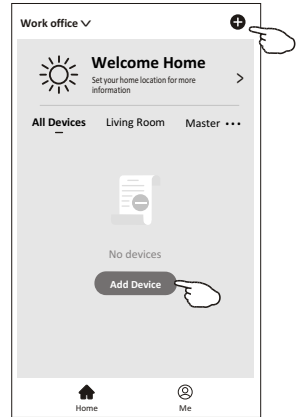 Work office
Welcome Home
Set your home location for more
information
All Devices Living Room Master ...
No devices
Add Device
Home Me